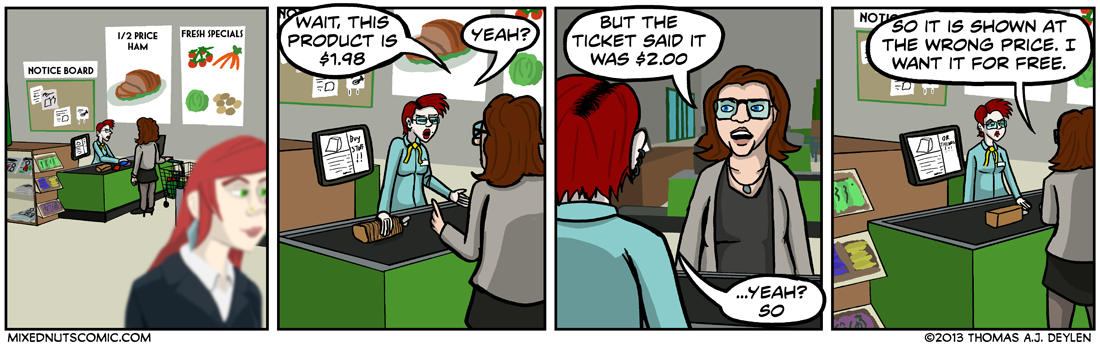 1/2 PRICE
HAM
FRESH SPECIALS
NOTICE BOARD
WAIT, THIS
PRODUCT IS
$1.98
YEAH?
BUY
STUFF
!!
BUT THE
TICKET SAID IT
WAS $2.00
...YEAH?
SO
NOTIC
SO IT IS SHOWN AT
THE WRONG PRICE. I
WANT IT FOR FREE.
MIXEDNUTSCOMIC.COM
©2013 THOMAS A.J. DEYLEN